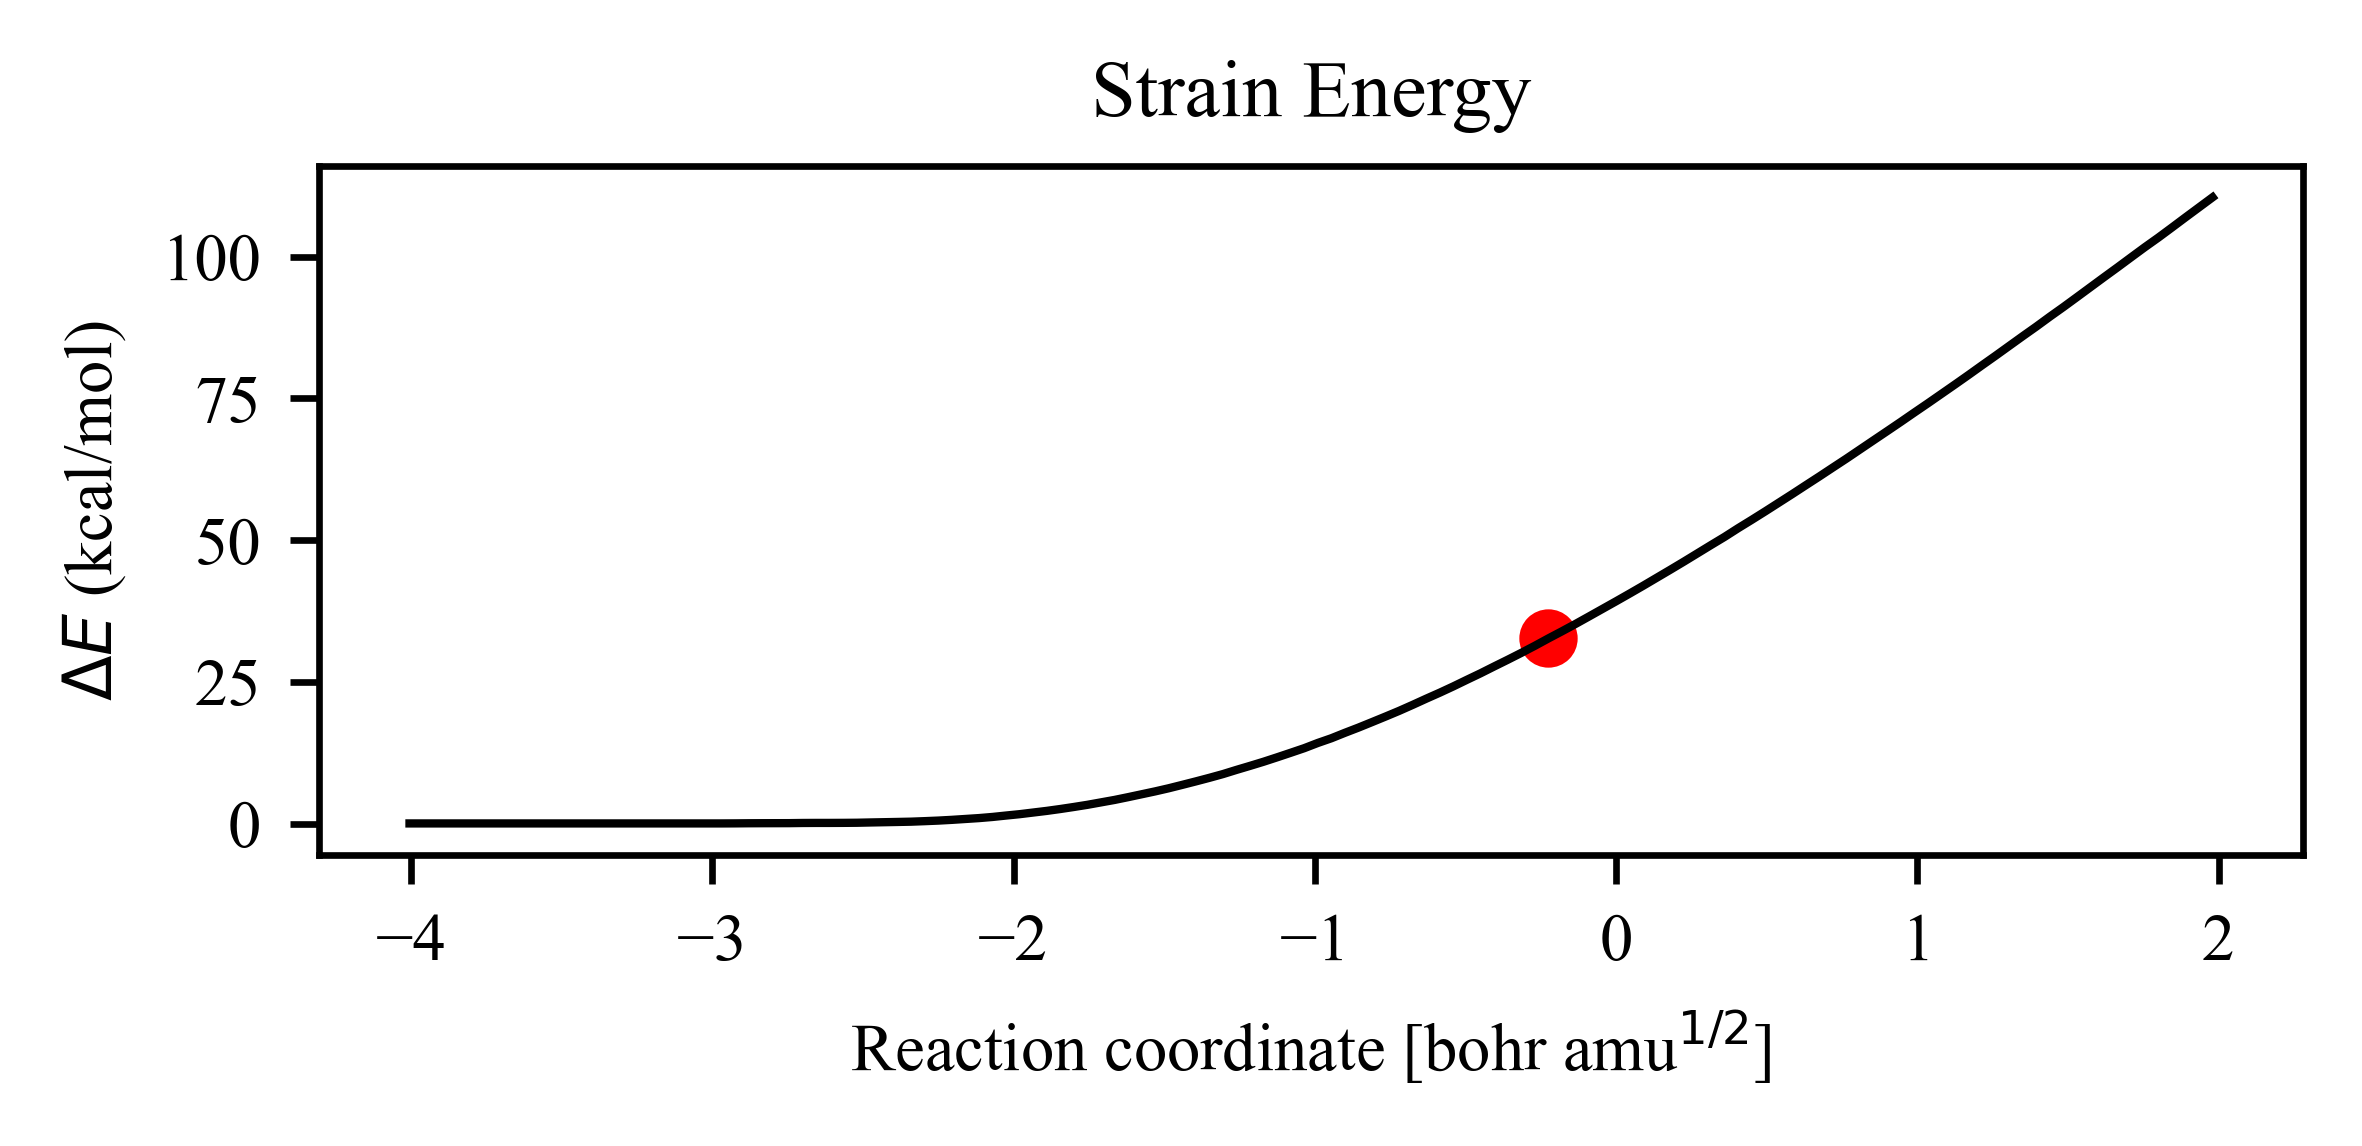 Strain Energy
ΔE (kcal/mol)
100
75
50
25
0
−4 −3 −2 −1 0 1 2
Reaction coordinate [bohr amu^1/2]